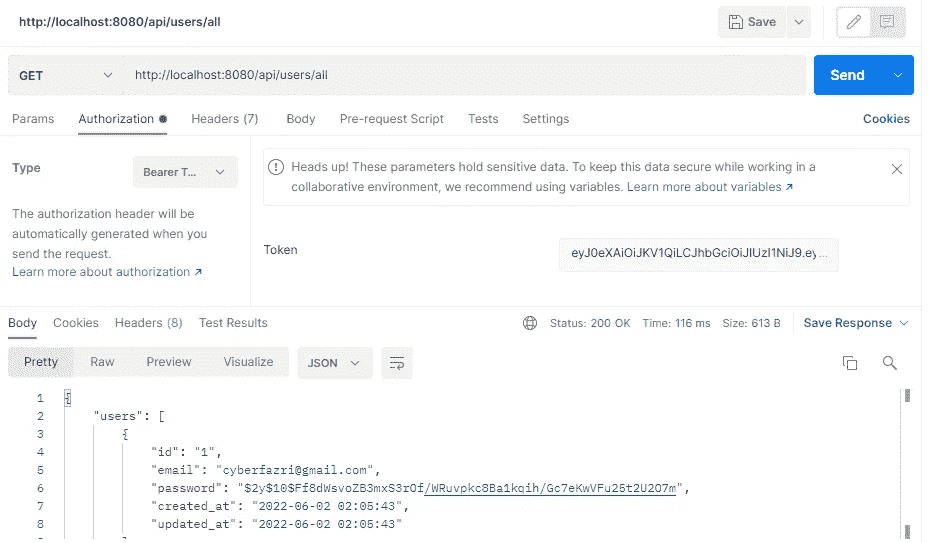 http://localhost:8080/api/users/all
Save
GET
http://localhost:8080/api/users/all
Send
Params Authorization Headers (7) Body Pre-request Script Tests Settings Cookies
Type
Bearer T...
Heads up! These parameters hold sensitive data. To keep this data secure while working in a
collaborative environment, we recommend using variables. Learn more about variables ↗
The authorization header will be
automatically generated when you
send the request.
Learn more about authorization ↗
Token
eyJ0eXAiOiJKV1QiLCJhbGciOiJIUzI1NiJ9.ey...
Body Cookies Headers (8) Test Results Status: 200 OK Time: 116 ms Size: 613 B Save Response
Pretty Raw Preview Visualize JSON
1 {
2 "users": [
3 {
4 "id": "1",
5 "email": "cyberfazri@gmail.com",
6 "password": "$2y$10$Ff8dWsvoZB3mxS3rOf/WRuvpkc8Ba1kqih/Gc7eKwVFu25t2U2O7m",
7 "created_at": "2022-06-02 02:05:43",
8 "updated_at": "2022-06-02 02:05:43"